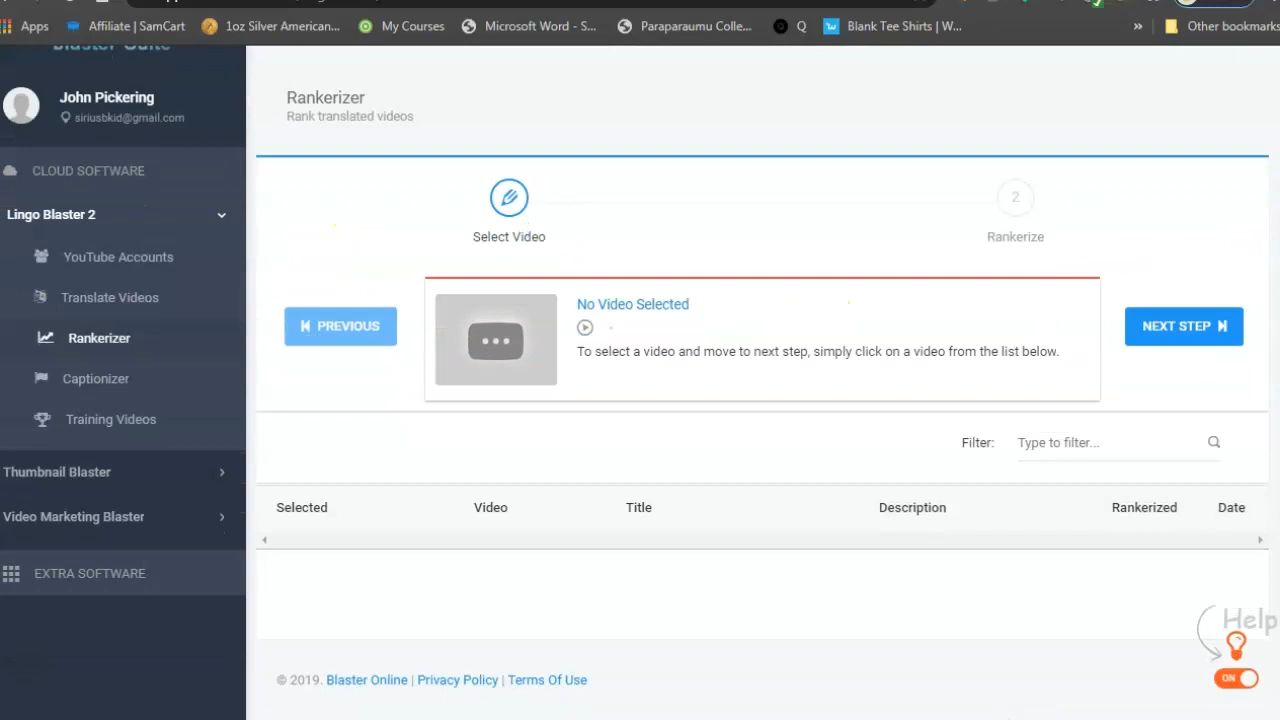 Apps
Affiliate | SamCart
1oz Silver American...
My Courses
Microsoft Word - S...
Paraparaumu Colle...
Q
Blank Tee Shirts | W...
»
Other bookmarks
Blaster Suite
John Pickering
siriusbkid@gmail.com
CLOUD SOFTWARE
Lingo Blaster 2
YouTube Accounts
Translate Videos
Rankerizer
Captionizer
Training Videos
Thumbnail Blaster
Video Marketing Blaster
EXTRA SOFTWARE
Rankerizer
Rank translated videos
2
Select Video
Rankerize
PREVIOUS
No Video Selected
To select a video and move to next step, simply click on a video from the list below.
NEXT STEP
Filter: Type to filter...
Selected Video Title Description Rankerized Date
Help
ON
© 2019. Blaster Online | Privacy Policy | Terms Of Use